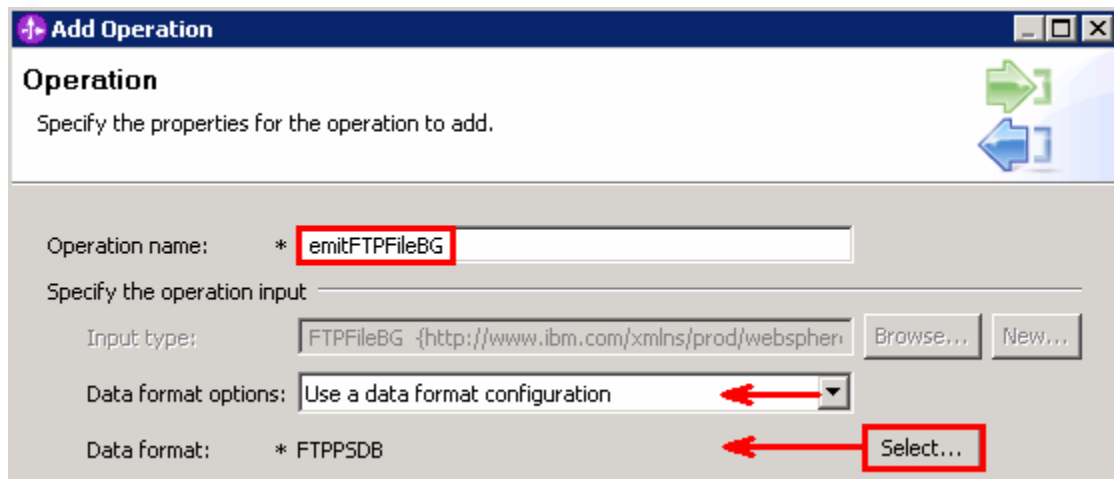 Add Operation
Operation
Specify the properties for the operation to add.
Operation name: * emitFTPFileBG
Specify the operation input
Input type: FTPFileBG {http://www.ibm.com/xmlns/prod/websphere Browse... New...
Data format options: Use a data format configuration
Data format: * FTPPSDB Select...